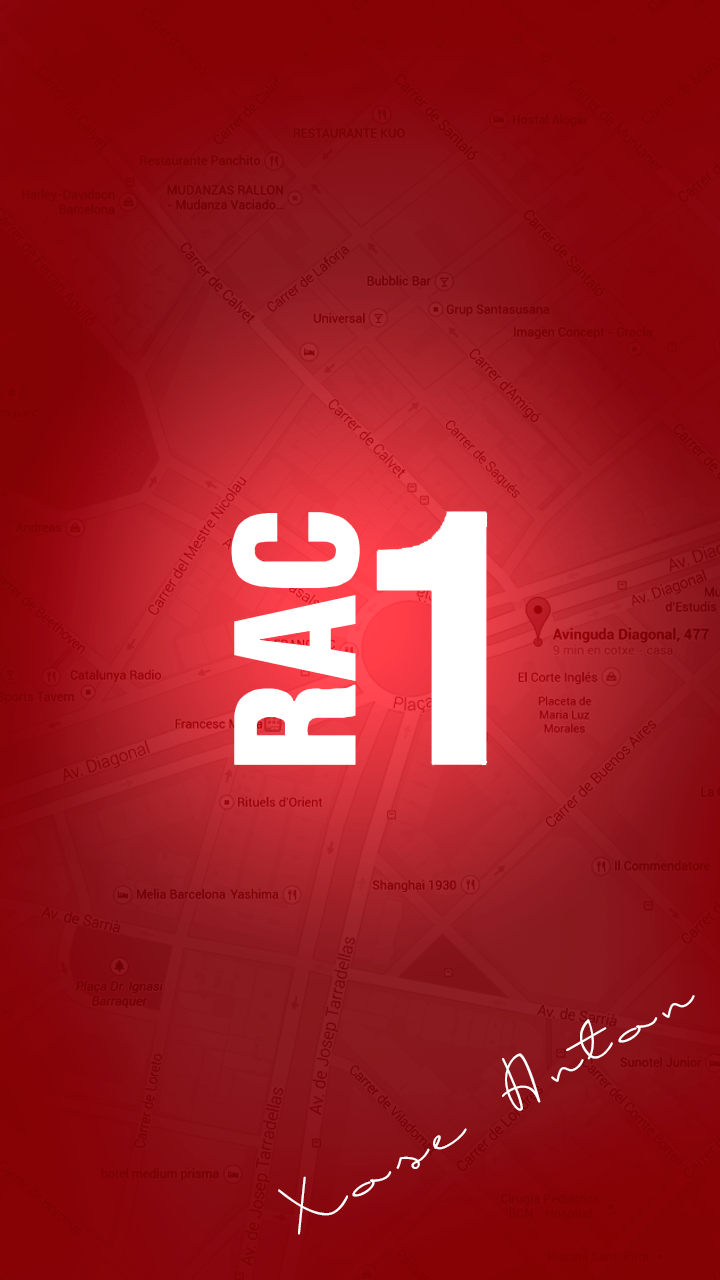 Carrer de Santaló
RESTAURANTE KUO
Hostal Alogar
Restaurante Panchito
MUDANZAS RALLON
- Mudanza Vaciado...
Harley-Davidson
Barcelona
Carrer de Santaló
Carrer de Calvet
Carrer de Laforja
Bubblic Bar
Grup Santasusana
Universal
Imagen Concept - Gracia
Carrer d'Amigó
Carrer de Calvet
Carrer de Sagués
Carrer del Mestre Nicolau
RAC
1
Av. Dia
Av. Diagonal
d'Estudis
Avinguda Diagonal, 477
9 min en cotxe - casa
Catalunya Radio
El Corte Inglés
Sports Tavern
Plaça
Placeta de
Maria Luz
Morales
Francesc M
Av. Diagonal
Carrer de Buenos Aires
Rituels d'Orient
Il Commendatore
Shanghai 1930
Melia Barcelona
Yashima
Av. de Sarrià
Plaça Dr. Ignasi
Barraquer
Av. de Josep Tarradellas
Av. de Sarrià
Sunotel Junior
Carrer de Loreto
Carrer de Viladom
hotel medium prisma
Av. de Josep Tarradellas
Xose Antan